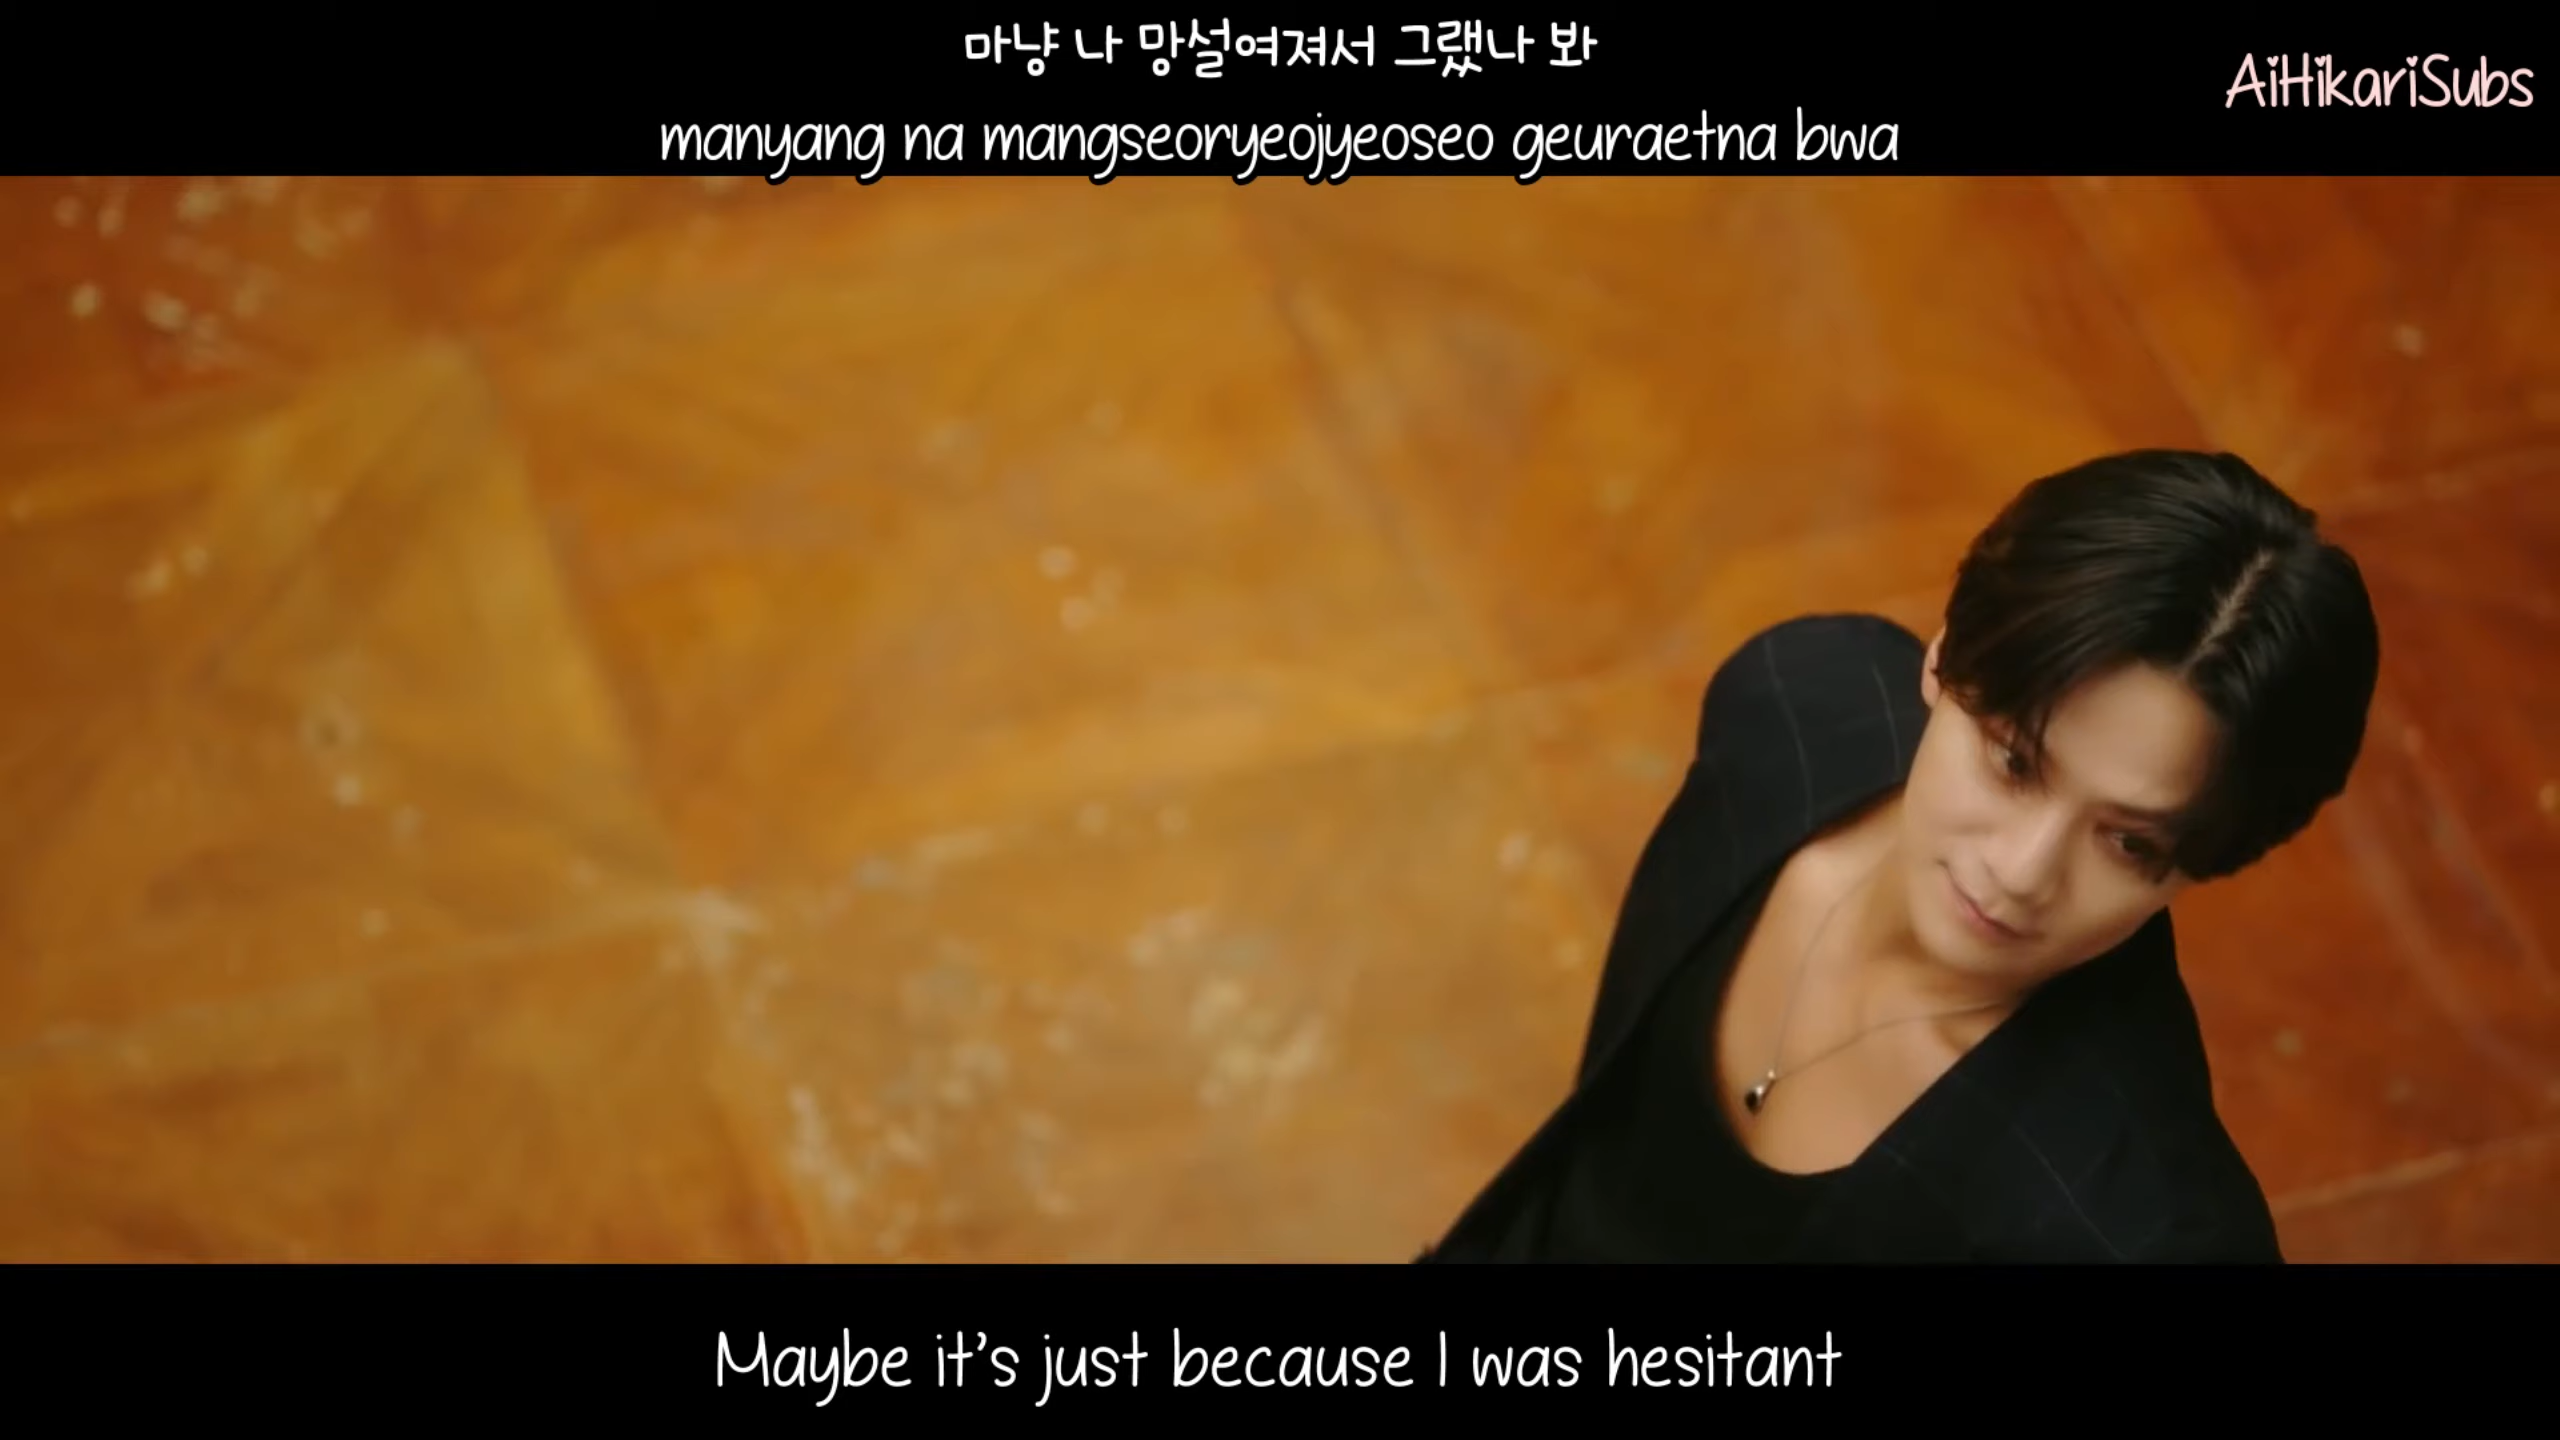 마냥 나 망설여져서 그랬나 봐
AiHikariSubs
manyang na mangseoryeojyeoseo geuraetna bwa
Maybe it's just because I was hesitant